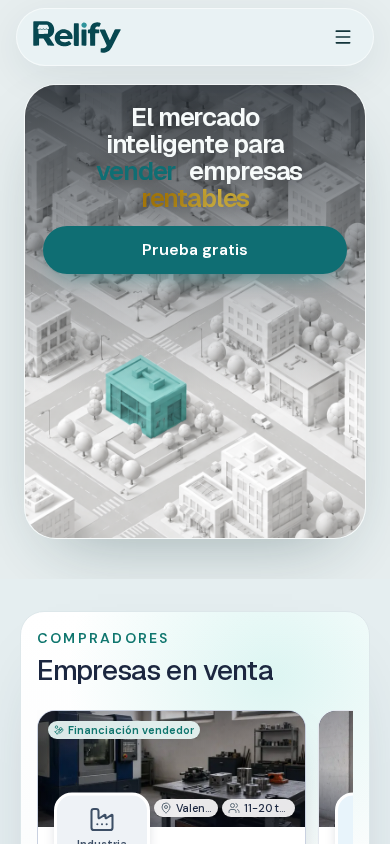 Relify
El mercado
inteligente para
vender empresas
rentables
Prueba gratis
COMPRADORES
Empresas en venta
Financiación vendedor
Valen...
11-20 t...
Industria